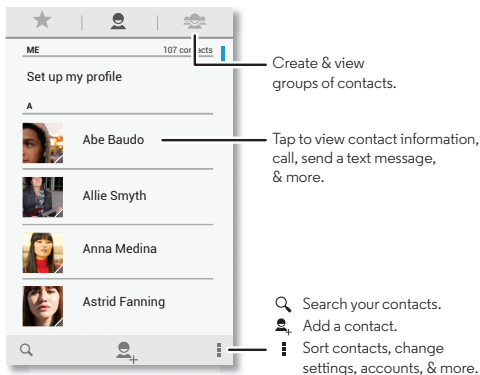 ME 107 contacts
Set up my profile
A
Abe Baudo
Allie Smyth
Anna Medina
Astrid Fanning
Create & view
groups of contacts.
Tap to view contact information,
call, send a text message,
& more.
Search your contacts.
Add a contact.
Sort contacts, change
settings, accounts, & more.